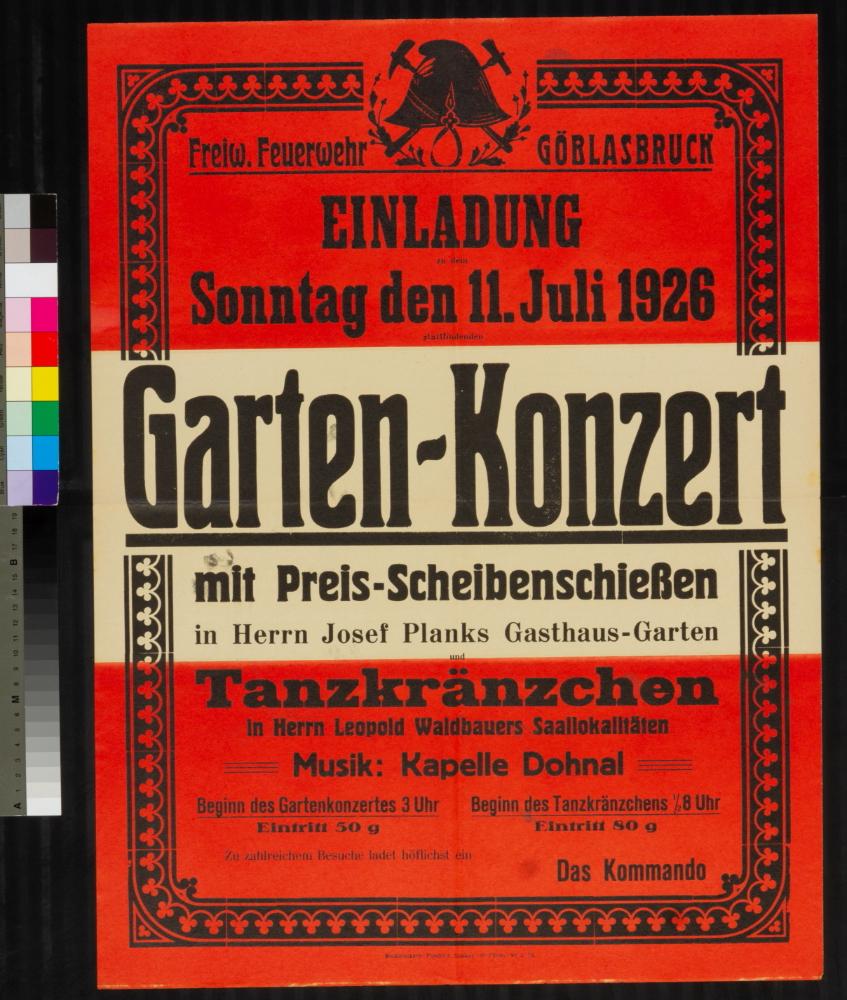 Freiw. Feuerwehr GÖBLASBRUCK
EINLADUNG
zu dem
Sonntag den 11. Juli 1926
stattfindenden
Garten-Konzert
mit Preis-Scheibenschießen
in Herrn Josef Planks Gasthaus-Garten
und
Tanzkränzchen
in Herrn Leopold Waldbauers Saallokalitäten
Musik: Kapelle Dohnal
Beginn des Gartenkonzertes 3 Uhr
Eintritt 50 g
Beginn des Tanzkränzchens ½8 Uhr
Eintritt 80 g
Zu zahlreichem Besuche ladet höflichst ein
Das Kommando